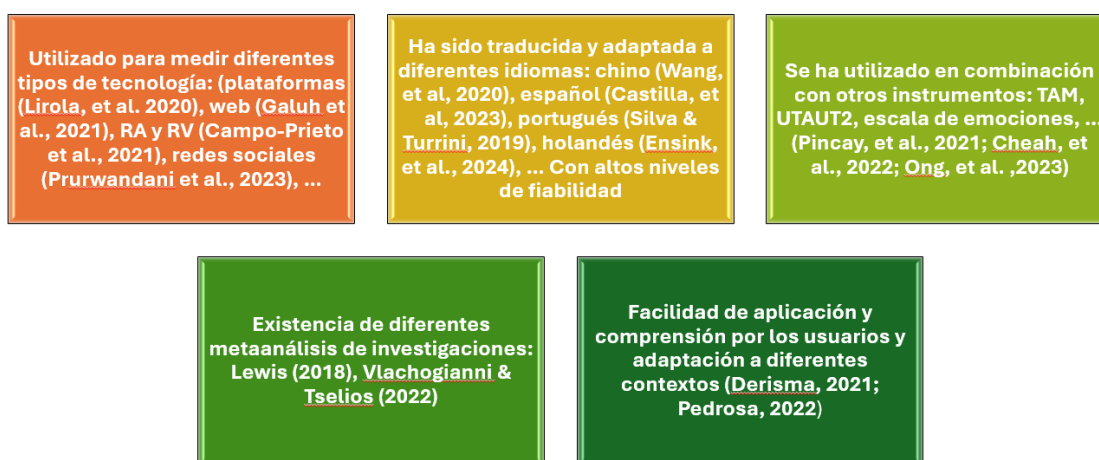 Utilizado para medir diferentes
tipos de tecnología: (plataformas
(Lirola, et al. 2020), web (Galuh et
al., 2021), RA y RV (Campo-Prieto
et al., 2021), redes sociales
(Prurwandani et al., 2023), ...
Ha sido traducida y adaptada a
diferentes idiomas: chino (Wang,
et al, 2020), español (Castilla, et
al, 2023), portugués (Silva &
Turrini, 2019), holandés (Ensink,
et al., 2024), ... Con altos niveles
de fiabilidad
Se ha utilizado en combinación
con otros instrumentos: TAM,
UTAUT2, escala de emociones, ...
(Pincay, et al., 2021; Cheah, et
al., 2022; Ong, et al. ,2023)
Existencia de diferentes
metaanálisis de investigaciones:
Lewis (2018), Vlachogianni &
Tselios (2022)
Facilidad de aplicación y
comprensión por los usuarios y
adaptación a diferentes
contextos (Derisma, 2021;
Pedrosa, 2022)